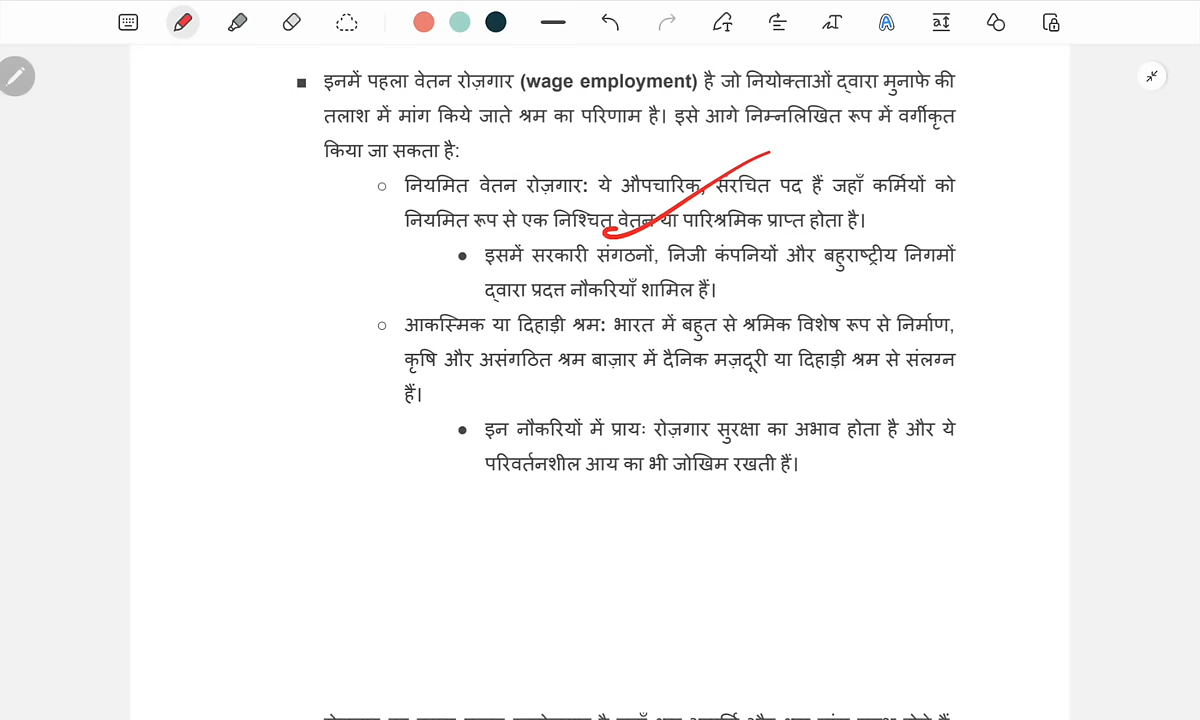 इनमें पहला वेतन रोज़गार (wage employment) है जो नियोक्ताओं द्वारा मुनाफे की
तलाश में मांग किये जाते श्रम का परिणाम है। इसे आगे निम्नलिखित रूप में वर्गीकृत
किया जा सकता है:
नियमित वेतन रोज़गार: ये औपचारिक, संरचित पद हैं जहाँ कर्मियों को
नियमित रूप से एक निश्चित वेतन या पारिश्रमिक प्राप्त होता है।
इसमें सरकारी संगठनों, निजी कंपनियों और बहुराष्ट्रीय निगमों
द्वारा प्रदत्त नौकरियाँ शामिल हैं।
आकस्मिक या दिहाड़ी श्रम: भारत में बहुत से श्रमिक विशेष रूप से निर्माण,
कृषि और असंगठित श्रम बाज़ार में दैनिक मज़दूरी या दिहाड़ी श्रम से संलग्न
हैं।
इन नौकरियों में प्रायः रोज़गार सुरक्षा का अभाव होता है और ये
परिवर्तनशील आय का भी जोखिम रखती हैं।